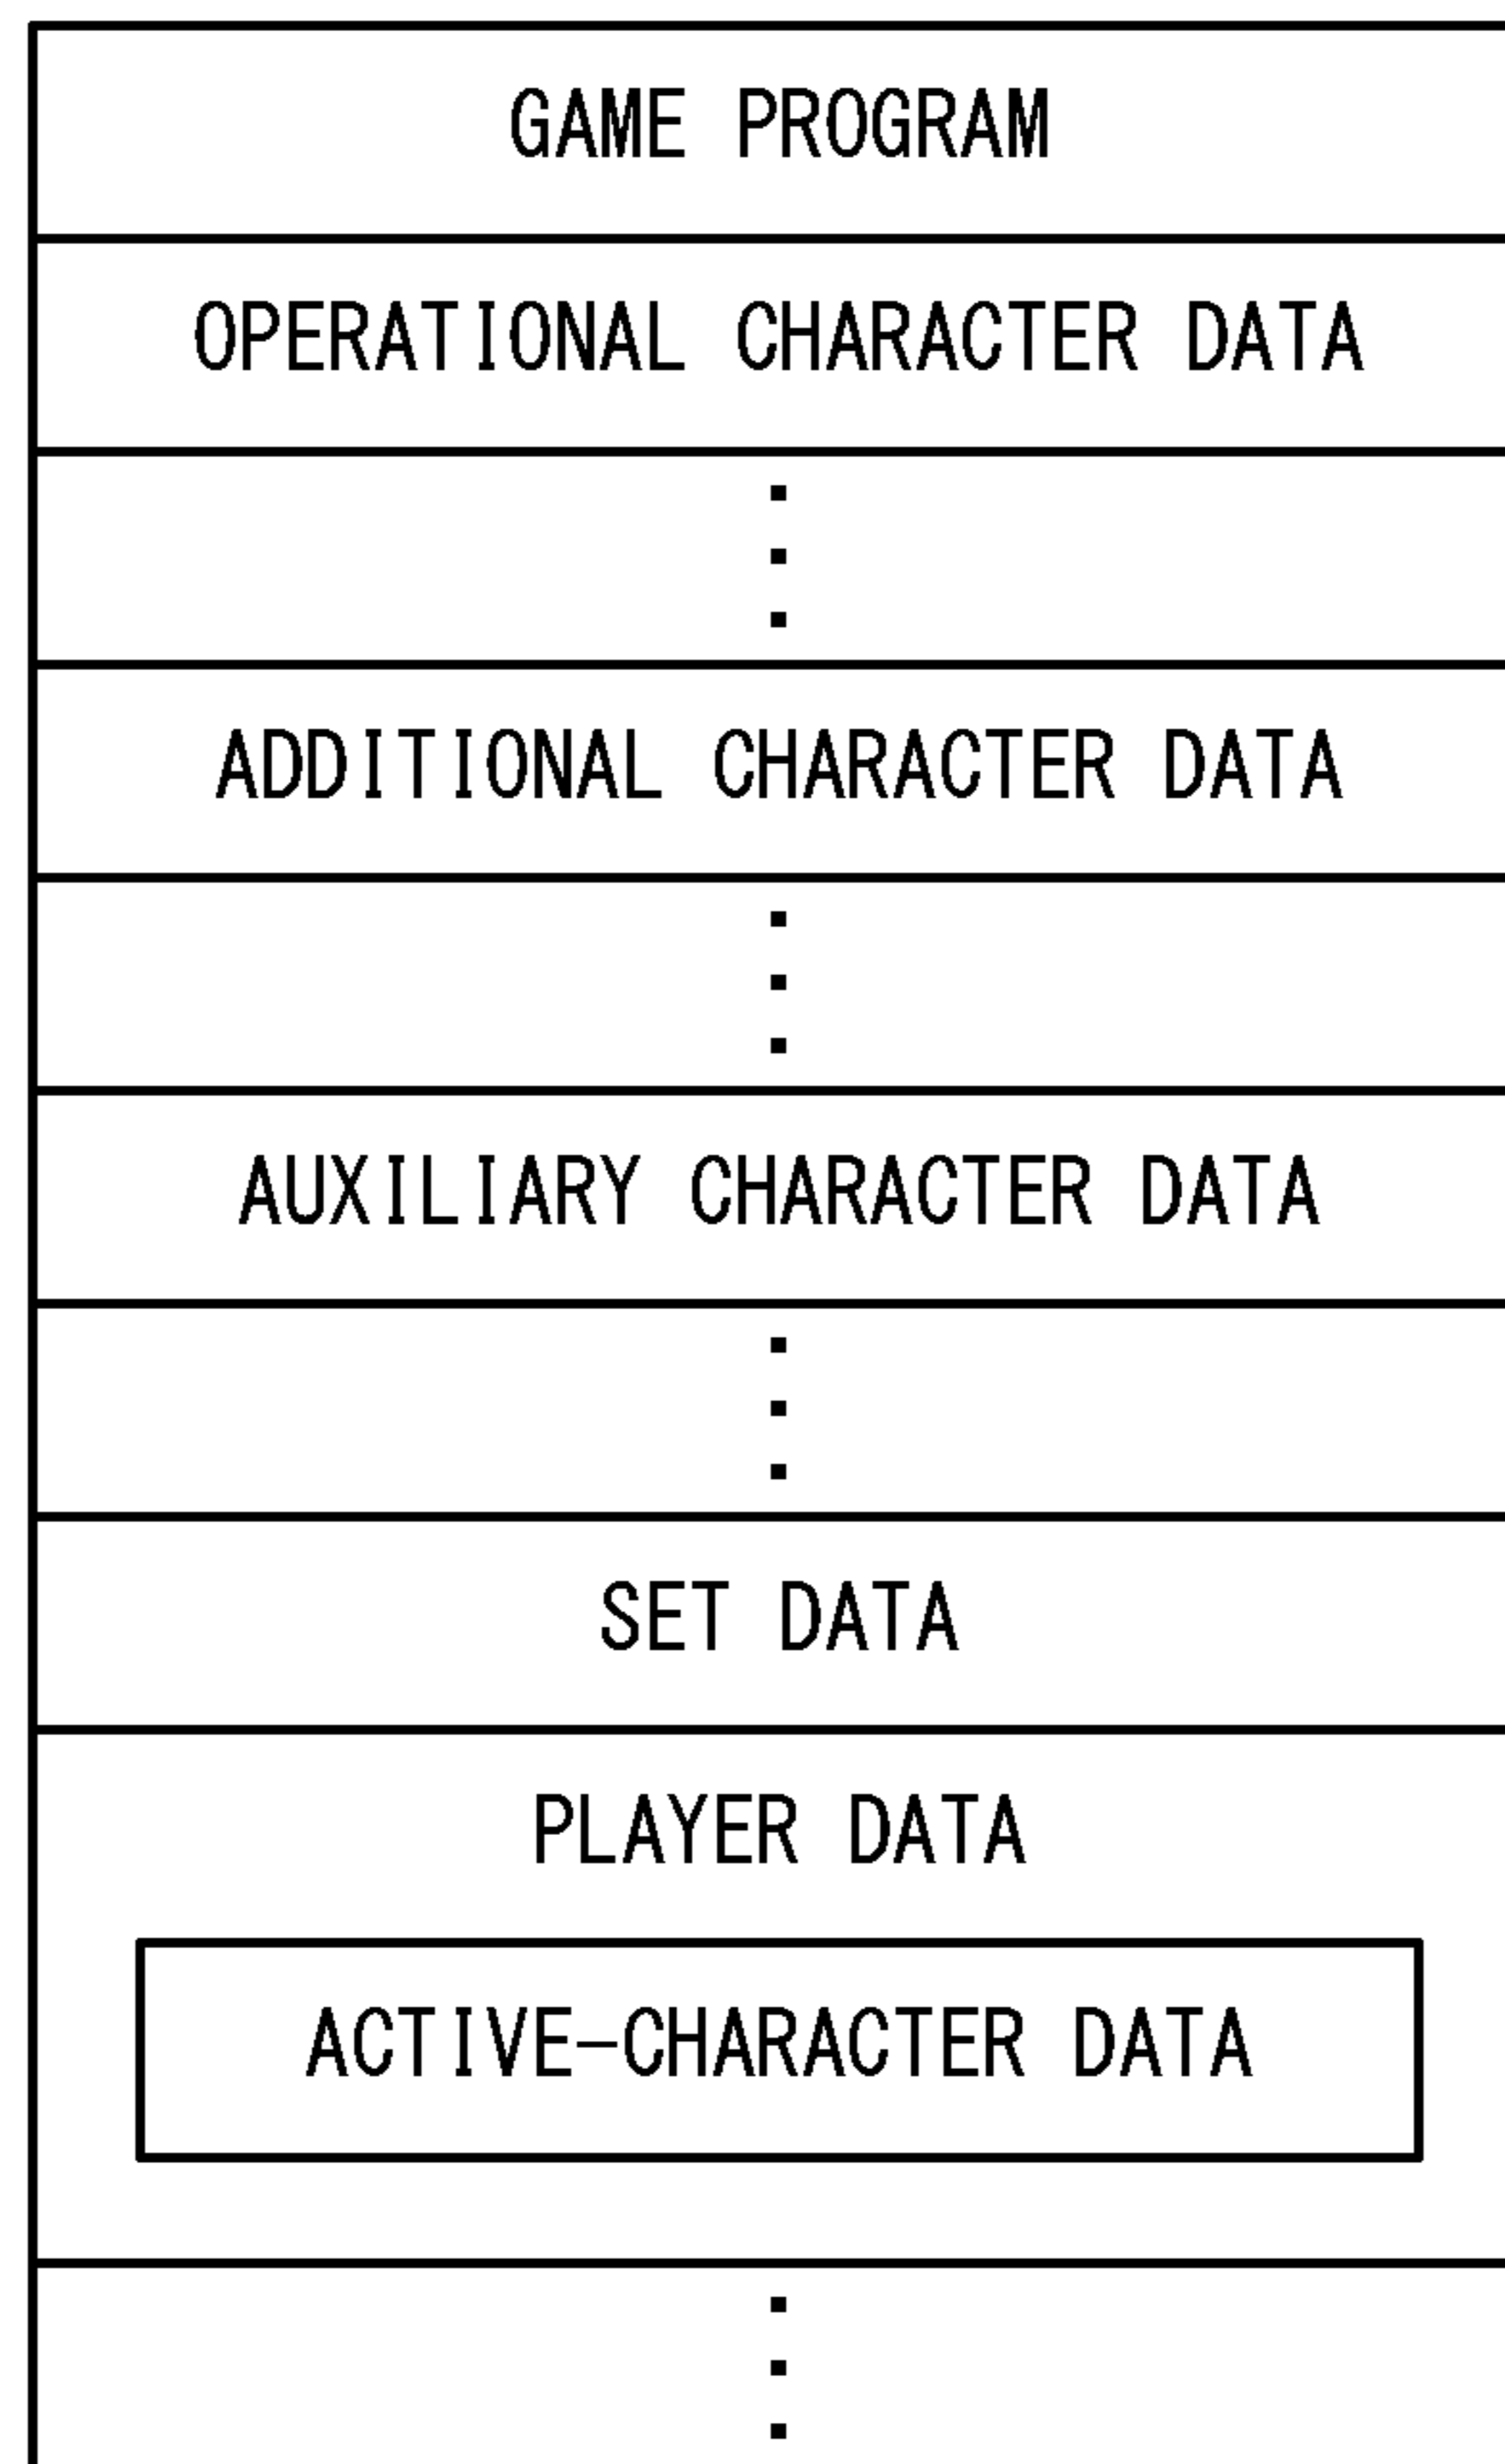 GAME PROGRAM
OPERATIONAL CHARACTER DATA
ADDITIONAL CHARACTER DATA
AUXILIARY CHARACTER DATA
SET DATA
PLAYER DATA
ACTIVE-CHARACTER DATA